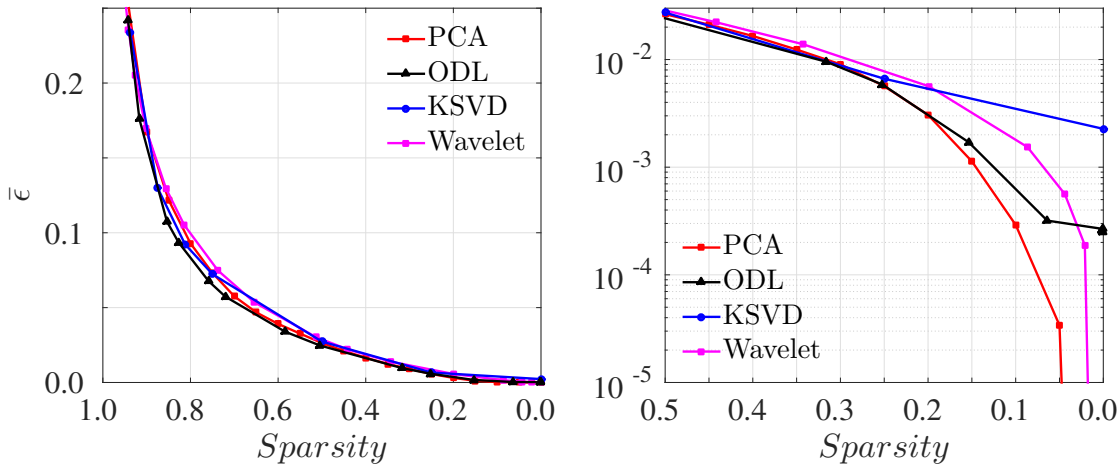 PCA
ODL
KSVD
Wavelet
0.2
0.1
0.0
1.0 0.8 0.6 0.4 0.2 0.0
Sparsity
ϵ̄
PCA
ODL
KSVD
Wavelet
10⁻²
10⁻³
10⁻⁴
10⁻⁵
0.5 0.4 0.3 0.2 0.1 0.0
Sparsity